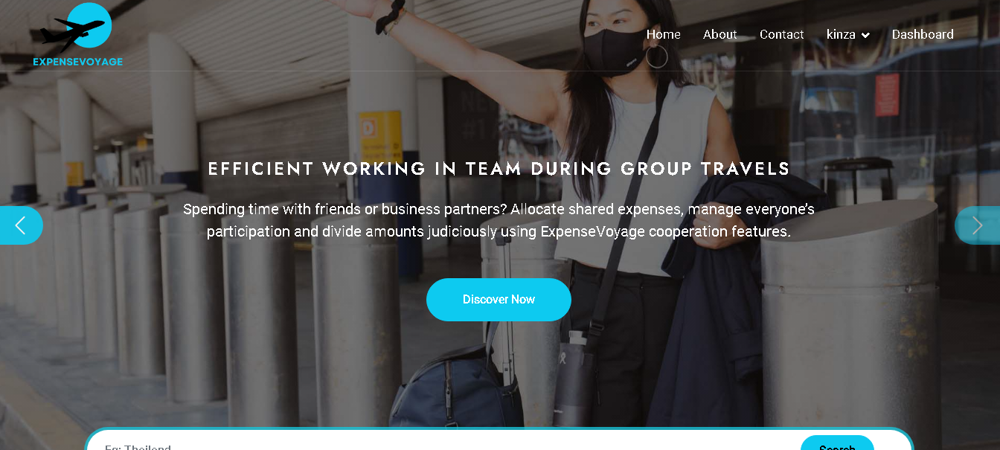 EXPENSEVOYAGE
Home
About
Contact
kinza
Dashboard
D
EFFICIENT WORKING IN TEAM DURING GROUP TRAVELS
Spending time with friends or business partners? Allocate shared expenses, manage everyone's
participation and divide amounts judiciously using ExpenseVoyage cooperation features.
Discover Now
Eg: Thailand
Search